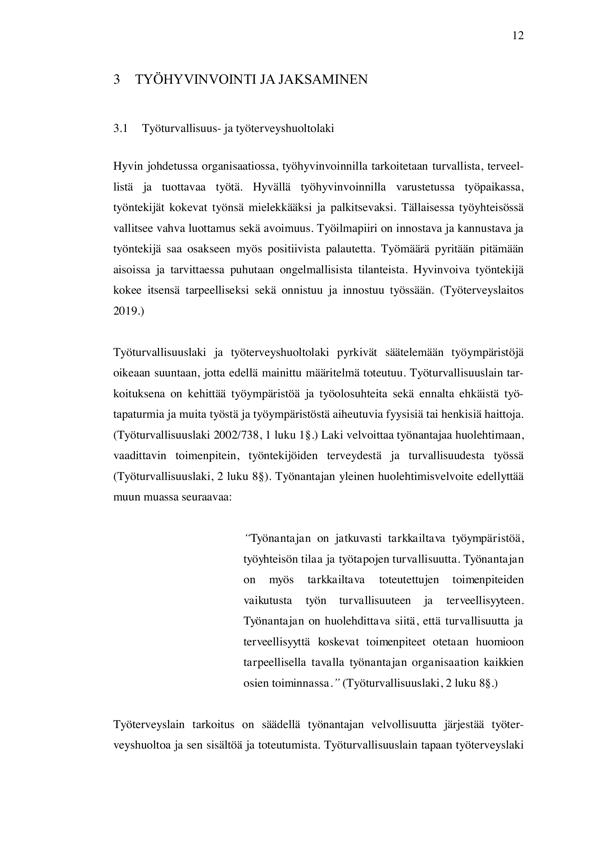 12
3 TYÖHYVINVOINTI JA JAKSAMINEN
3.1 Työturvallisuus- ja työterveyshuoltolaki
Hyvin johdetussa organisaatiossa, työhyvinvoinnilla tarkoitetaan turvallista, terveel-
listä ja tuottavaa työtä. Hyvällä työhyvinvoinnilla varustetussa työpaikassa,
työntekijät kokevat työnsä mielekkääksi ja palkitsevaksi. Tällaisessa työyhteisössä
vallitsee vahva luottamus sekä avoimuus. Työilmapiiri on innostava ja kannustava ja
työntekijä saa osakseen myös positiivista palautetta. Työmäärä pyritään pitämään
aisoissa ja tarvittaessa puhutaan ongelmallisista tilanteista. Hyvinvoiva työntekijä
kokee itsensä tarpeelliseksi sekä onnistuu ja innostuu työssään. (Työterveyslaitos
2019.)
Työturvallisuuslaki ja työterveyshuoltolaki pyrkivät säätelemään työympäristöjä
oikeaan suuntaan, jotta edellä mainittu määritelmä toteutuu. Työturvallisuuslain tar-
koituksena on kehittää työympäristöä ja työolosuhteita sekä ennalta ehkäistä työ-
tapaturmia ja muita työstä ja työympäristöstä aiheutuvia fyysisiä tai henkisiä haittoja.
(Työturvallisuuslaki 2002/738, 1 luku 1§.) Laki velvoittaa työnantajaa huolehtimaan,
vaadittavin toimenpitein, työntekijöiden terveydestä ja turvallisuudesta työssä
(Työturvallisuuslaki, 2 luku 8§). Työnantajan yleinen huolehtimisvelvoite edellyttää
muun muassa seuraavaa:
“Työnantajan on jatkuvasti tarkkailtava työympäristöä,
työyhteisön tilaa ja työtapojen turvallisuutta. Työnantajan
on myös tarkkailtava toteutettujen toimenpiteiden
vaikutusta työn turvallisuuteen ja terveellisyyteen.
Työnantajan on huolehdittava siitä, että turvallisuutta ja
terveellisyyttä koskevat toimenpiteet otetaan huomioon
tarpeellisella tavalla työnantajan organisaation kaikkien
osien toiminnassa.” (Työturvallisuuslaki, 2 luku 8§.)
Työterveyslain tarkoitus on säädellä työnantajan velvollisuutta järjestää työter-
veyshuoltoa ja sen sisältöä ja toteutumista. Työturvallisuuslain tapaan työterveyslaki